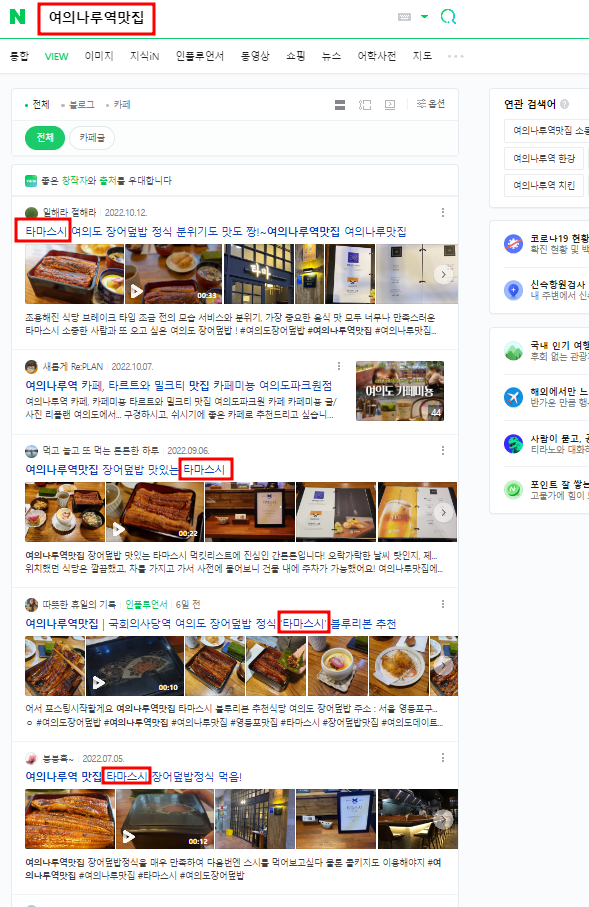 N 여의나루역맛집
통합 VIEW 이미지 지식iN 인플루언서 동영상 쇼핑 뉴스 어학사전 지도
전체 블로그 카페 옵션
전체 카페글
좋은 창작자와 출처를 우대합니다
일해라 절해라 2022.10.12.
타마스시 여의도 장어덮밥 정식 분위기도 맛도 짱!~여의나루역맛집 여의나루맛집
00:33
조용해진 식당 브레이크 타임 조금 전의 모습 서비스와 분위기, 가장 중요한 음식 맛 모두 너무나 만족스러운
타마스시 소중한 사람과 또 오고 싶은 여의도 장어덮밥 ! #여의도장어덮밥 #여의나루역맛집 #여의나루맛집...
새롭게 Re:PLAN 2022.10.07.
여의나루역 카페, 타르트와 밀크티 맛집 카페미뇽 여의도파크원점
여의나루역 카페, 카페미뇽 타르트와 밀크티 맛집 여의도파크원 카페 카페미뇽 글/
사진 리플랜 여의도에서... 구경하시고, 쉬시기에 좋은 카페로 추천드리고 싶습니...
여의도 카페미뇽
44
먹고 놀고 또 먹는 튼튼한 하루 2022.09.06.
여의나루역맛집 장어덮밥 맛있는 타마스시
00:22
여의나루역맛집 장어덮밥 맛있는 타마스시 먹킷리스트에 진심인 간튼튼입니다! 오락가락한 날씨 탓인지, 제...
위치했던 식당은 깔끔했고, 차를 가지고 가서 사전에 물어보니 건물 내에 주차가 가능했어요! 여의나루역맛집에...
따뜻한 휴일의 기록 인플루언서 6일 전
여의나루역맛집 | 국회의사당역 여의도 장어덮밥 정식 '타마스시' 블루리본 추천
00:10
어서 포스팅시작할게요 여의나루역맛집 타마스시 블루리본 추천식당 여의도 장어덮밥 주소 : 서울 영등포구...
ㅇ #여의도장어덮밥 #여의나루역맛집 #여의나루맛집 #영등포맛집 #타마스시 #장어덮밥맛집 #여의도데이트...
봉봉훅~ 2022.07.05.
여의나루역 맛집 타마스시 장어덮밥정식 먹음!
00:12
여의나루역맛집 장어덮밥정식을 매우 만족하여 다음번엔 스시를 먹어보고싶다 물론 쿨키지도 이용해야지 #여
의나루역맛집 #여의나루맛집 #타마스시 #여의도장어덮밥
연관 검색어
여의나루역맛집 소
여의나루역 한강
여의나루역 치킨
코로나19 현황
확진 현황 및
신속항원검사
내 주변에서 신속
국내 인기 여행
후회 없는 관광
해외에서만 느
반가운 만큼
사람이 묻고,
티라노와 대화
포인트 잘 쌓는
고물가에 힘이